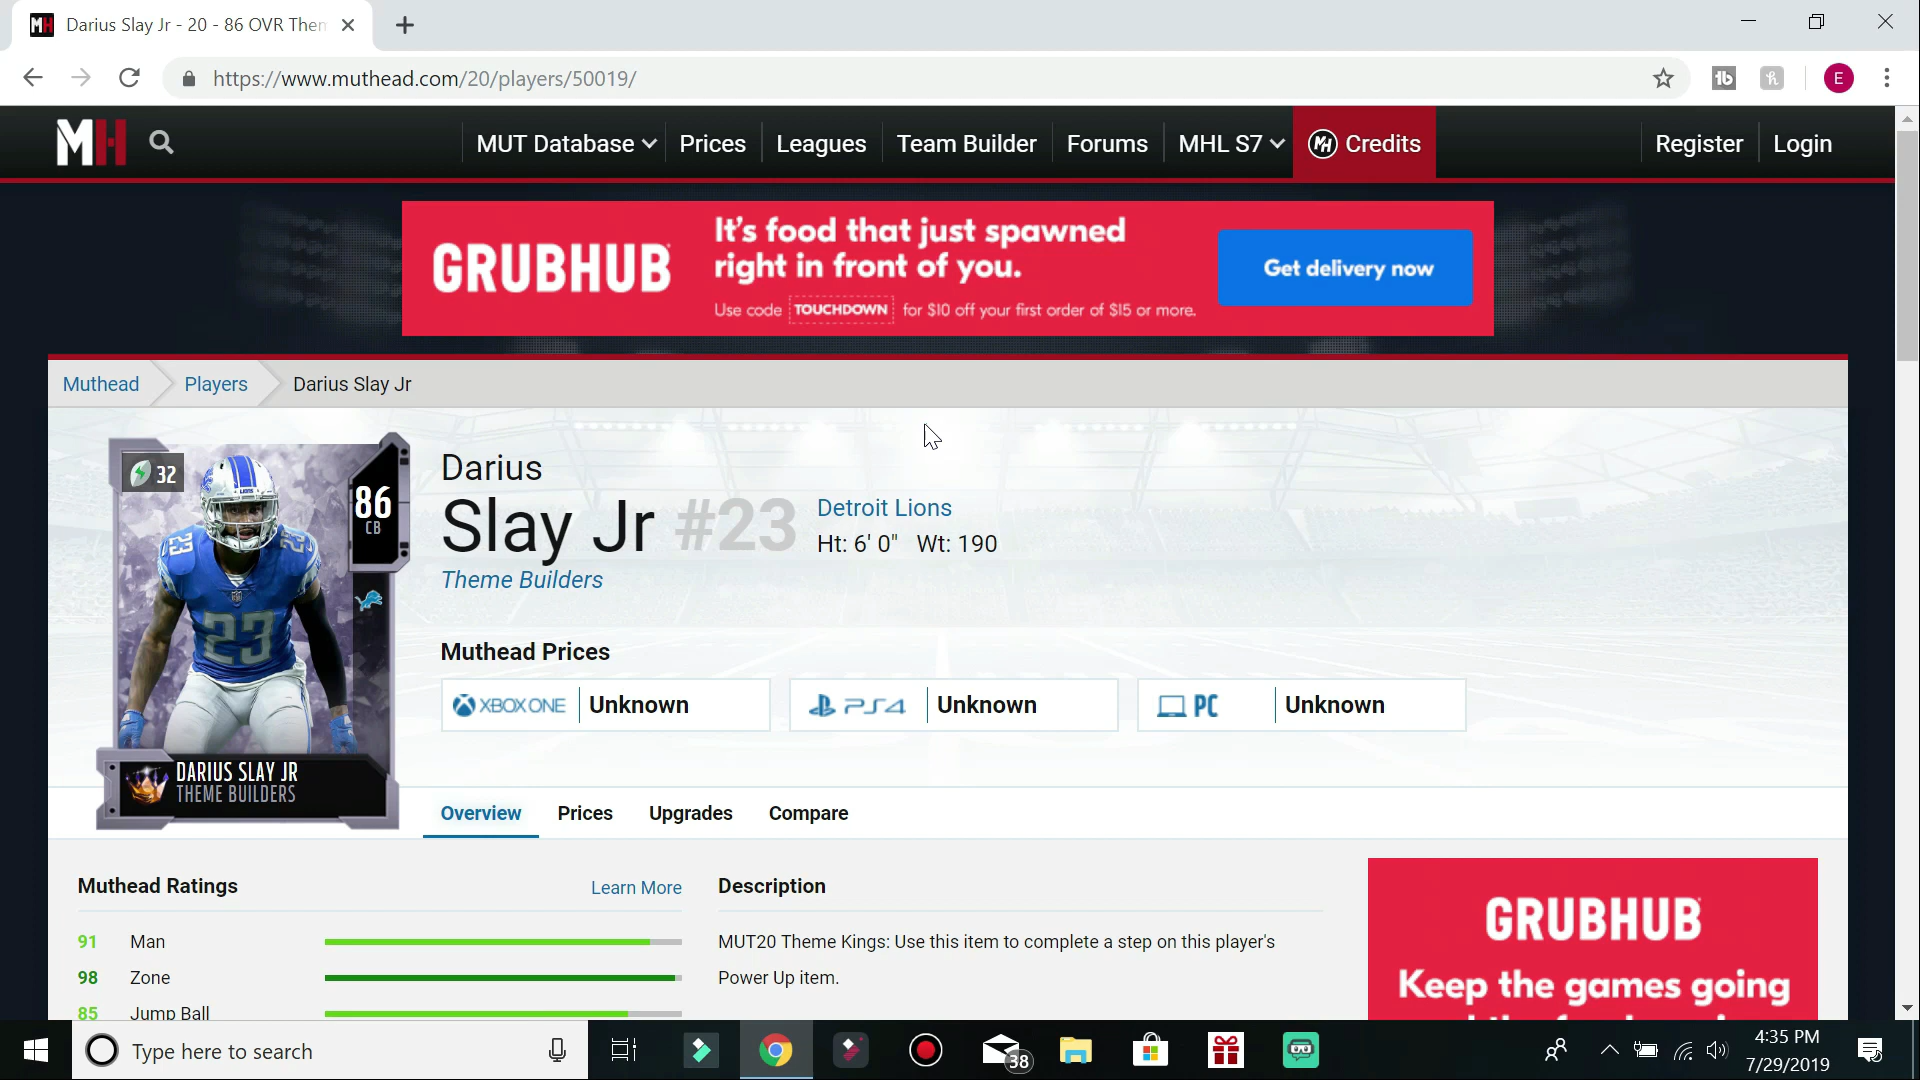 Darius Slay Jr - 20 - 86 OVR Them
https://www.muthead.com/20/players/50019/
E
MH
MUT Database
Prices
Leagues
Team Builder
Forums
MHL S7
Credits
Register
Login
GRUBHUB
It's food that just spawned
right in front of you.
Use code TOUCHDOWN for $10 off your first order of $15 or more.
Get delivery now
Muthead
Players
Darius Slay Jr
32
86
CB
23
DARIUS SLAY JR
THEME BUILDERS
Darius
Slay Jr #23
Detroit Lions
Ht: 6' 0" Wt: 190
Theme Builders
Muthead Prices
XBOX ONE Unknown
PS4 Unknown
PC Unknown
Overview
Prices
Upgrades
Compare
Muthead Ratings
Learn More
91 Man
98 Zone
85 Jump Ball
Description
MUT20 Theme Kings: Use this item to complete a step on this player's
Power Up item.
GRUBHUB
Keep the games going
Type here to search
38
4:35 PM
7/29/2019